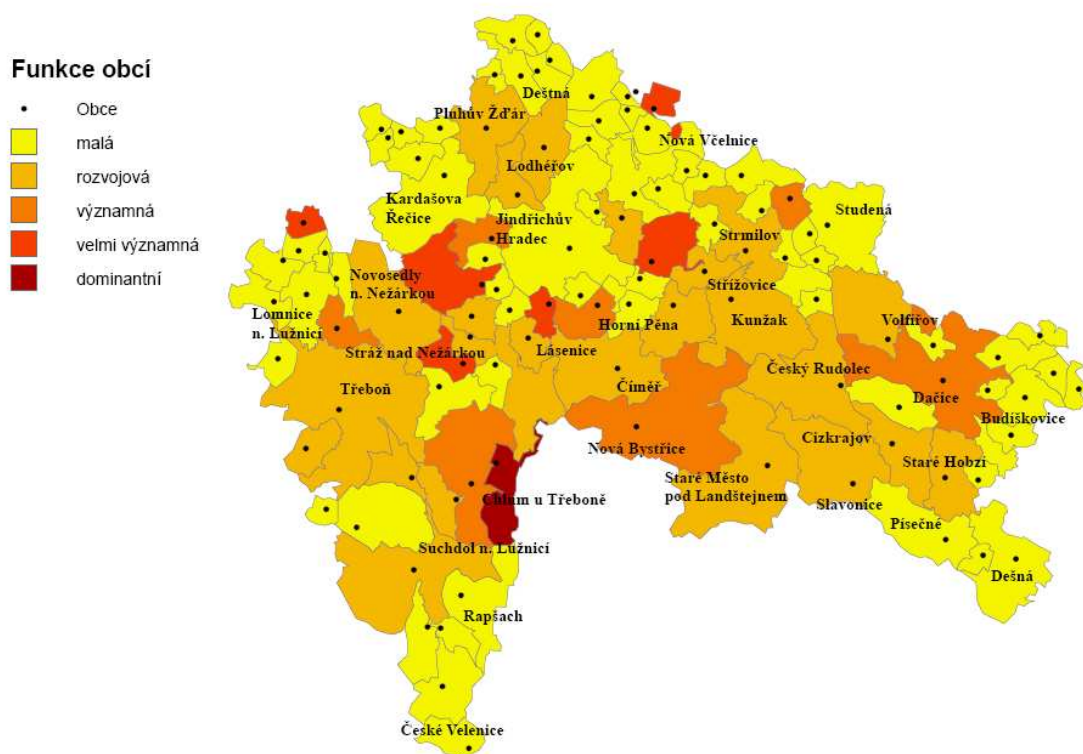 Funkce obcí
Obce
malá
rozvojová
významná
velmi významná
dominantní
Deštná
Pluhův Žďár
Nová Včelnice
Lodhéřov
Kardašova
Řečice
Jindřichův
Hradec
Studená
Strmilov
Novosedly
n. Nežárkou
Střížovice
Lomnice
n. Lužnicí
Horní Pěna
Kunžak
Volfířov
Stráž nad Nežárkou
Lásenice
Číměř
Český Rudolec
Třeboň
Dačice
Budíškovice
Nová Bystřice
Cizkrajov
Staré Město
pod Landštejnem
Staré Hobzí
Chlum u Třeboně
Slavonice
Písečné
Suchdol n. Lužnicí
Dešná
Rapšach
České Velenice